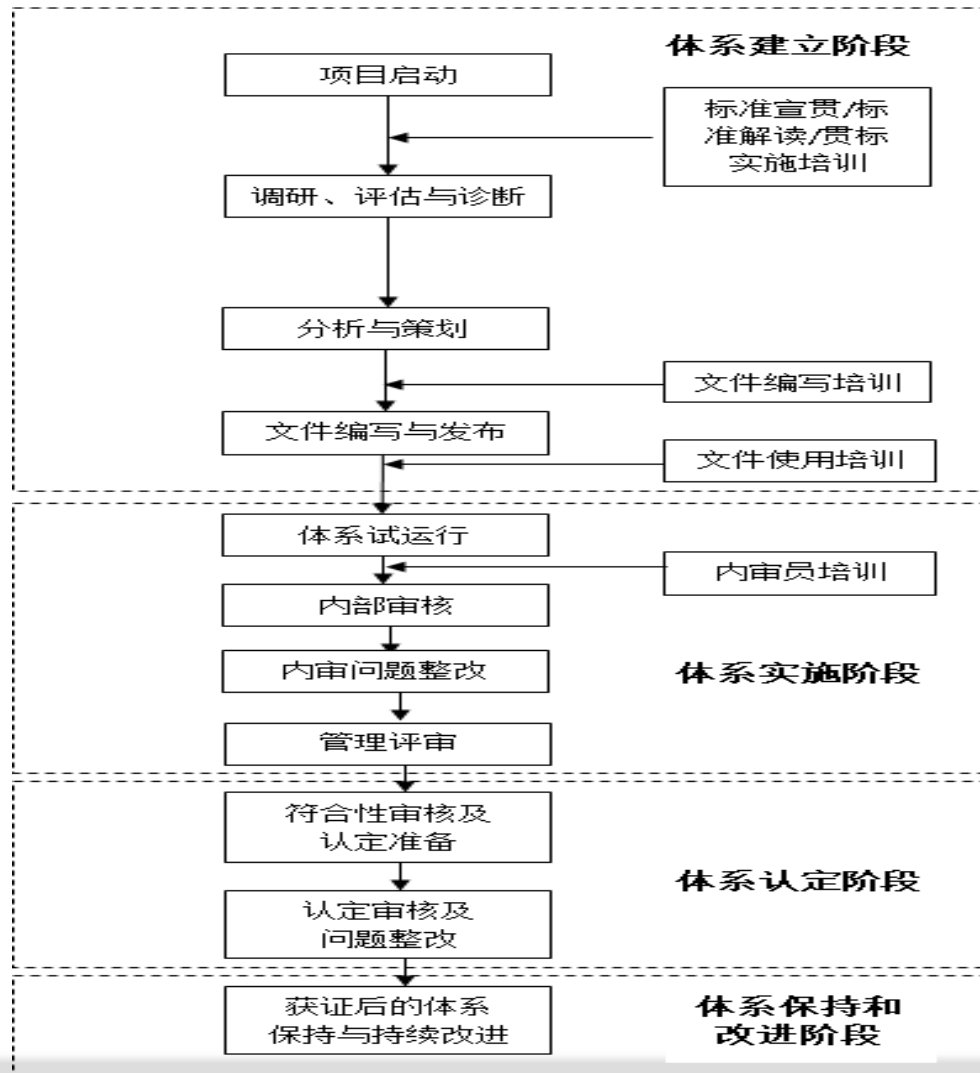 体系建立阶段
项目启动
标准宣贯/标
准解读/贯标
实施培训
调研、评估与诊断
分析与策划
文件编写培训
文件编写与发布
文件使用培训
体系试运行
内审员培训
内部审核
内审问题整改
体系实施阶段
管理评审
符合性审核及
认定准备
体系认定阶段
认定审核及
问题整改
获证后的体系
保持与持续改进
体系保持和
改进阶段